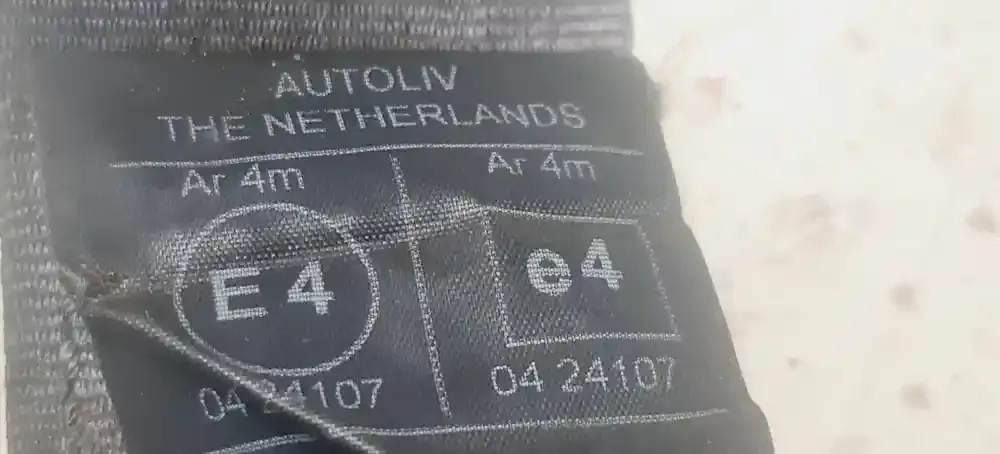 AUTOLIV
THE NETHERLANDS
Ar 4m
Ar 4m
E 4
e4
04 24107
04 24107